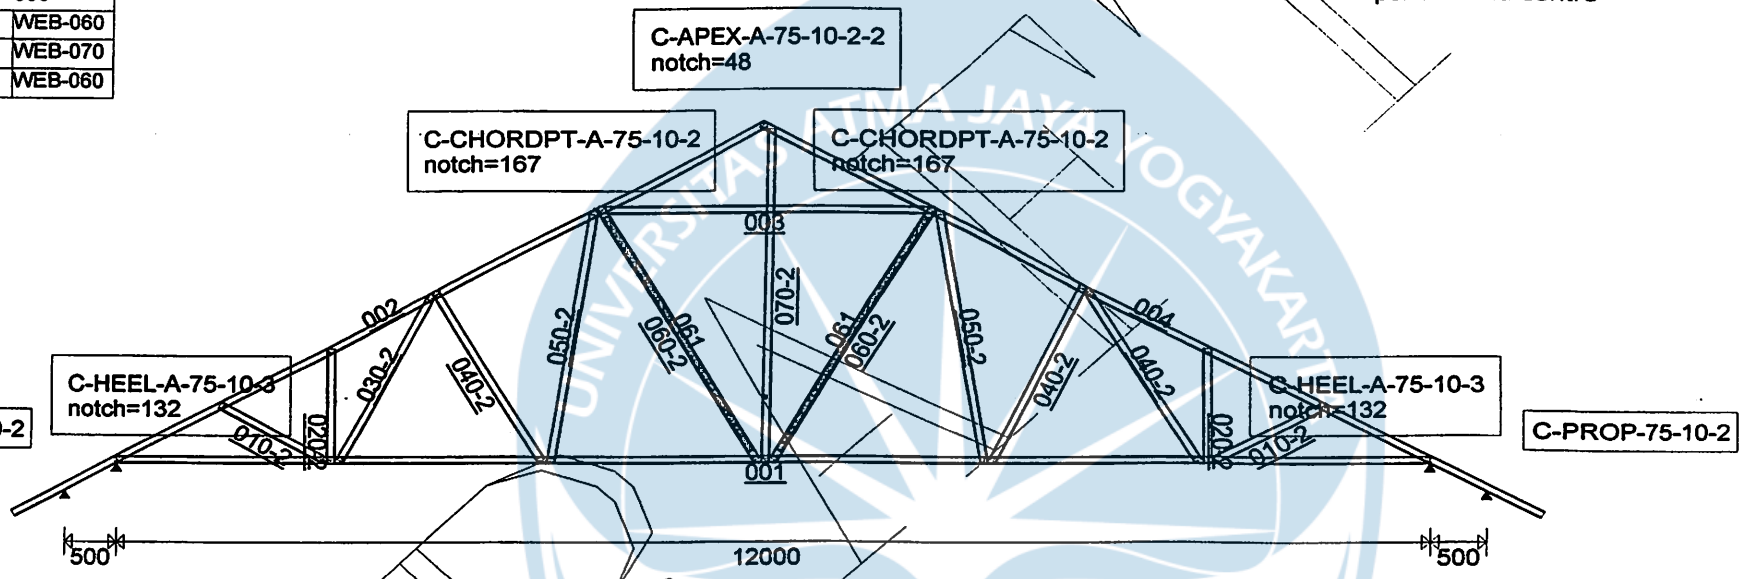 WEB-060
WEB-070
WEB-060
C-APEX-A-75-10-2-2
notch=48
C-CHORDPT-A-75-10-2
notch=167
C-CHORDPT-A-75-10-2
notch=167
UNIVERSITAS ATMA JAYA YOGYAKARTA
003
002
004
070-2
050-2
061
060-2
061
060-2
050-2
030-2
040-2
040-2
040-2
C-HEEL-A-75-10-3
notch=132
C-HEEL-A-75-10-3
notch=132
-2
C-PROP-75-10-2
010-2
020-2
020-2
010-2
001
500
12000
500